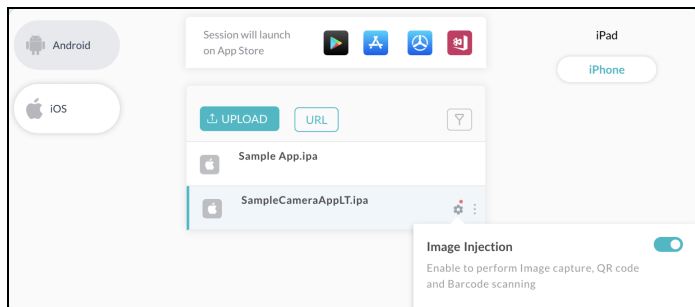 Android
iOS
Session will launch
on App Store
iPad
iPhone
UPLOAD
URL
Sample App.ipa
SampleCameraAppLT.ipa
Image Injection
Enable to perform Image capture, QR code
and Barcode scanning